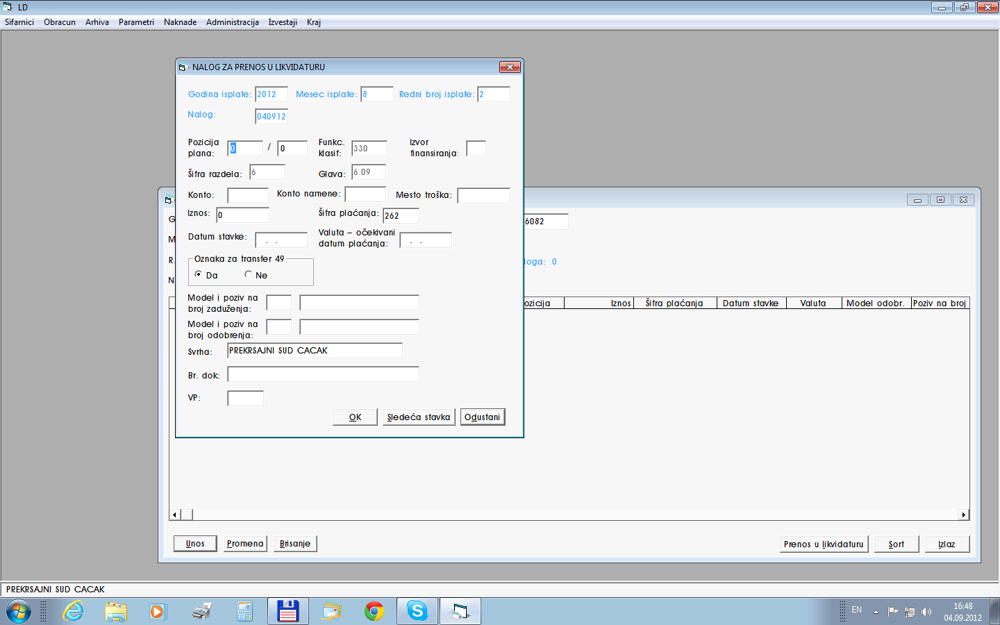 LD
Sifarnici Obracun Arhiva Parametri Naknade Administracija Izvestaji Kraj
NALOG ZA PRENOS U LIKVIDATURU
Godina isplate: 2012 Mesec isplate: 8 Redni broj isplate: 2
Nalog: 040912
Pozicija plana: 0 / 0 Funkc. klasif: 330 Izvor finansiranja:
Šifra razdela: 6 Glava: 6.09
Konto: Konto namene: Mesto troška:
Iznos: 0 Šifra plaćanja: 262
Datum stavke: . . Valuta – očekivani datum plaćanja: . .
Oznaka za transfer 49
Da Ne
Model i poziv na broj zaduženja:
Model i poziv na broj odobrenja:
Svrha: PREKRSAJNI SUD CACAK
Br. dok:
VP:
OK Sledeća stavka Odustani
G
M
R.
N
6082
loga: 0
ozicija Iznos Šifra plaćanja Datum stavke Valuta Model odobr. Poziv na broj
Unos Promena Brisanje Prenos u likvidaturu Sort Izlaz
PREKRSAJNI SUD CACAK
EN 16:48
04.09.2012